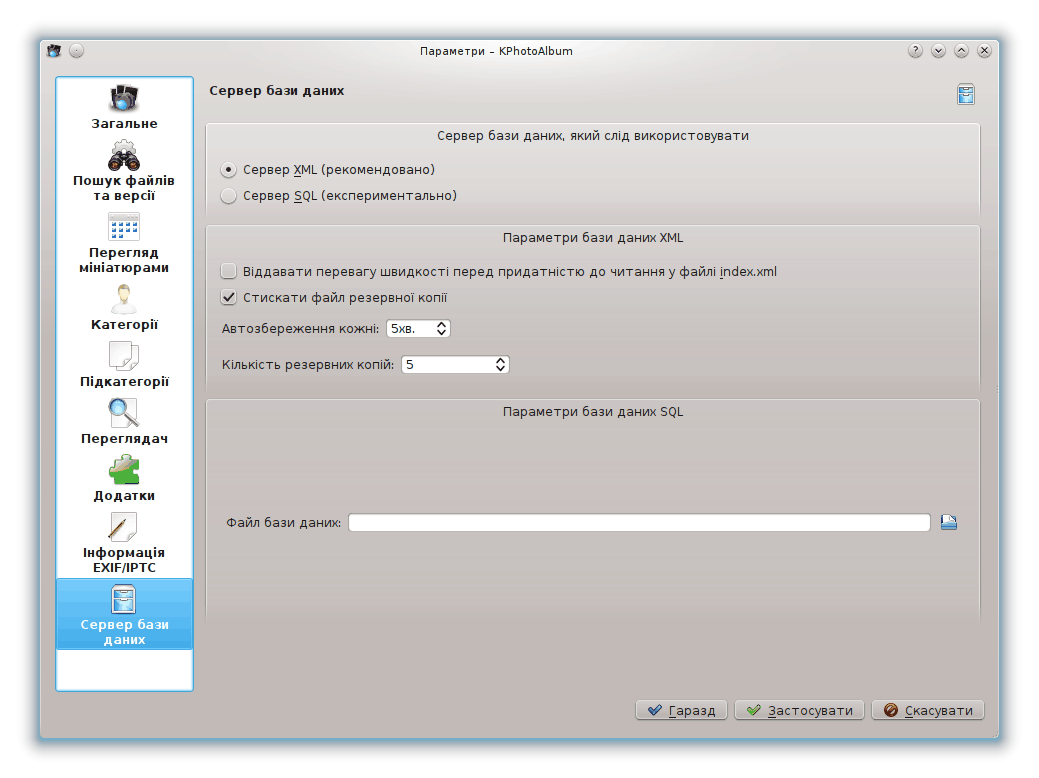 Параметри – KPhotoAlbum
?
Загальне
Пошук файлів
та версії
Перегляд
мініатюрами
Категорії
Підкатегорії
Переглядач
Додатки
Інформація
EXIF/IPTC
Сервер бази
даних
Сервер бази даних
Сервер бази даних, який слід використовувати
Сервер XML (рекомендовано)
Сервер SQL (експериментально)
Параметри бази даних XML
Віддавати перевагу швидкості перед придатністю до читання у файлі index.xml
Стискати файл резервної копії
Автозбереження кожні: 5хв.
Кількість резервних копій: 5
Параметри бази даних SQL
Файл бази даних:
Гаразд Застосувати Скасувати